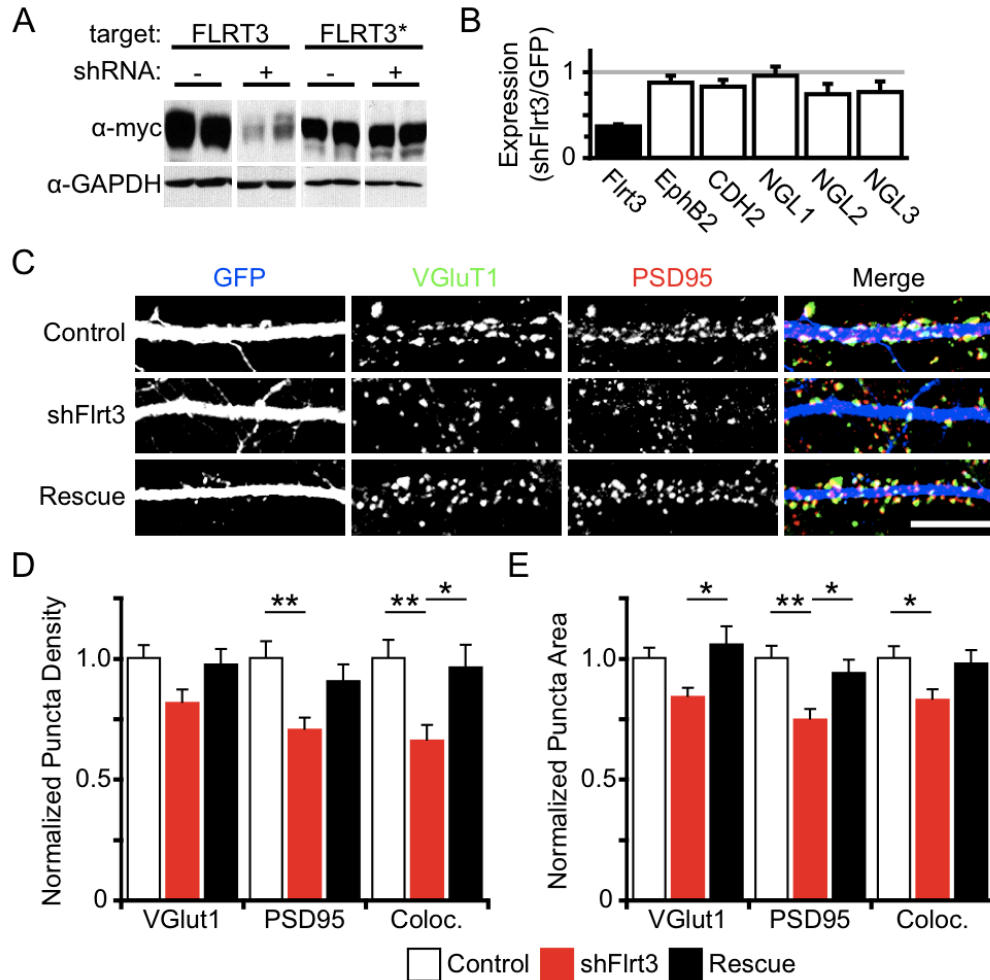 A
target: FLRT3 FLRT3*
shRNA: - + - +
α-myc
α-GAPDH
B
Expression
(shFlrt3/GFP)
1
0
Flrt3 EphB2 CDH2 NGL1 NGL2 NGL3
C
GFP VGluT1 PSD95 Merge
Control
shFlrt3
Rescue
D
Normalized Puncta Density
** ** *
1.0
0.5
0
VGlut1 PSD95 Coloc.
E
Normalized Puncta Area
* ** * *
1.0
0.5
0
VGlut1 PSD95 Coloc.
Control shFlrt3 Rescue